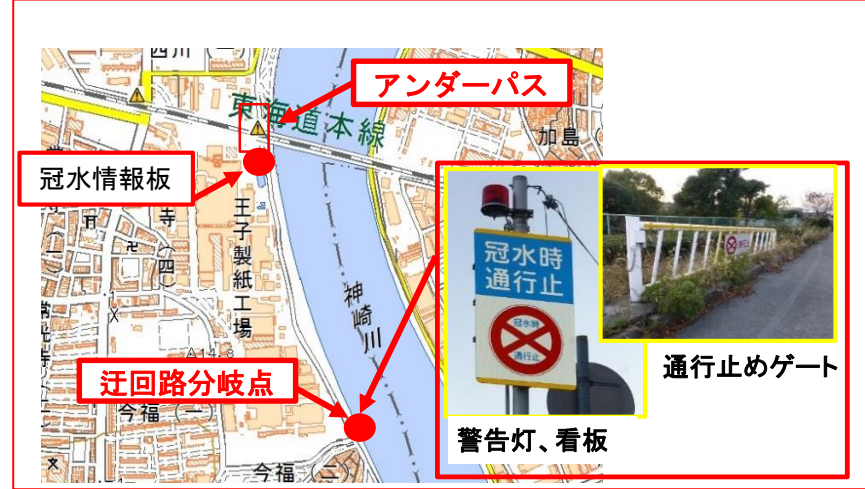 アンダーパス
東海道本線
加島
冠水情報板
王子製紙工場
寺(四)
神崎川
冠水時
通行止
冠水時
通行止
通行止めゲート
迂回路分岐点
警告灯、看板
今福(一)
今福(二)